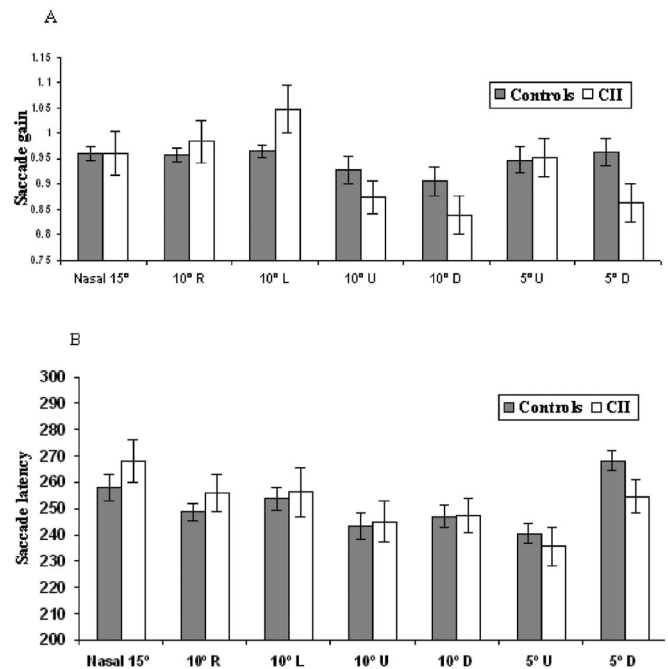 A
Saccade gain
1.15
1.1
1.05
1
0.95
0.9
0.85
0.8
0.75
Controls CII
Nasal 15° 10° R 10° L 10° U 10° D 5° U 5° D
B
Saccade latency
300
290
280
270
260
250
240
230
220
210
200
Controls CII
Nasal 15° 10° R 10° L 10° U 10° D 5° U 5° D